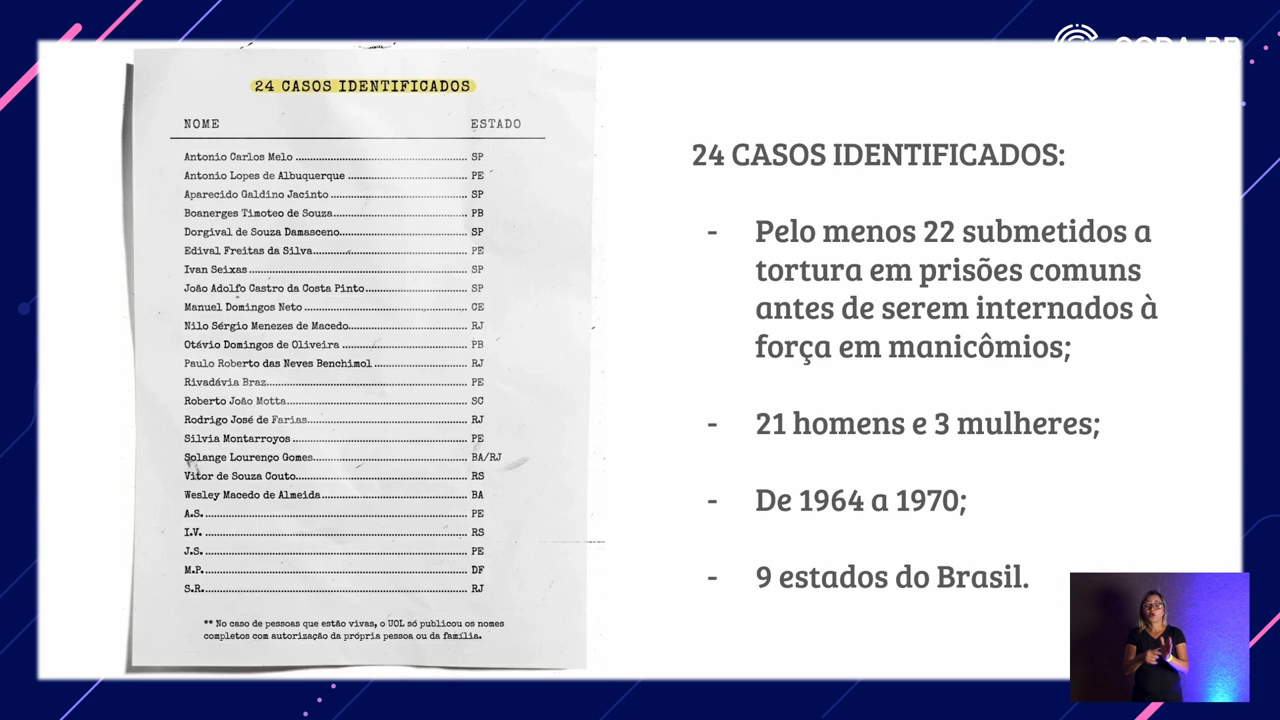 24 CASOS IDENTIFICADOS
NOME ESTADO
Antonio Carlos Melo ........ SP
Antonio Lopes de Albuquerque ........ PE
Aparecido Galdino Jacinto ........ SP
Boanerges Timoteo de Souza ........ PB
Dorgival de Souza Damasceno ........ SP
Edival Freitas da Silva ........ PE
Ivan Seixas ........ SP
João Adolfo Castro da Costa Pinto ........ SP
Manuel Domingos Neto ........ CE
Nilo Sérgio Menezes de Macedo ........ RJ
Otávio Domingos de Oliveira ........ PB
Paulo Roberto das Neves Benchimol ........ RJ
Rivadávia Braz ........ PE
Roberto João Motta ........ SC
Rodrigo José de Farias ........ RJ
Silvia Montarroyos ........ PE
Solange Lourenço Gomes ........ BA/RJ
Vitor de Souza Couto ........ RS
Wesley Macedo de Almeida ........ BA
A.S. ........ PE
I.V. ........ RS
J.S. ........ PE
M.P. ........ DF
S.R. ........ RJ
** No caso de pessoas que estão vivas, o UOL só publicou os nomes
completos com autorização da própria pessoa ou da família.
24 CASOS IDENTIFICADOS:
- Pelo menos 22 submetidos a
tortura em prisões comuns
antes de serem internados à
força em manicômios;
- 21 homens e 3 mulheres;
- De 1964 a 1970;
- 9 estados do Brasil.